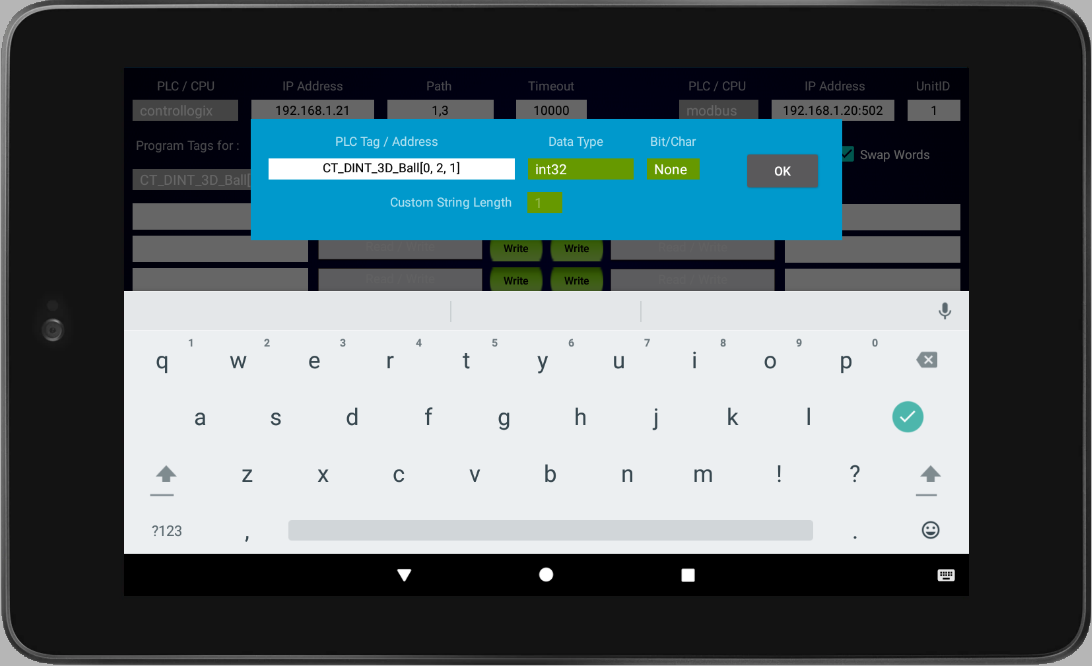 PLC / CPU IP Address Path Timeout PLC / CPU IP Address UnitID
controllogix 192.168.1.21 1,3 10000 modbus 192.168.1.20:502 1
Program Tags for :
Swap Words
CT_DINT_3D_Ball[
PLC Tag / Address Data Type Bit/Char
CT_DINT_3D_Ball[0, 2, 1] int32 None OK
Custom String Length 1
Write Write
Write Write
1 2 3 4 5 6 7 8 9 0
q w e r t y u i o p
a s d f g h j k l
z x c v b n m ! ?
?123 , .